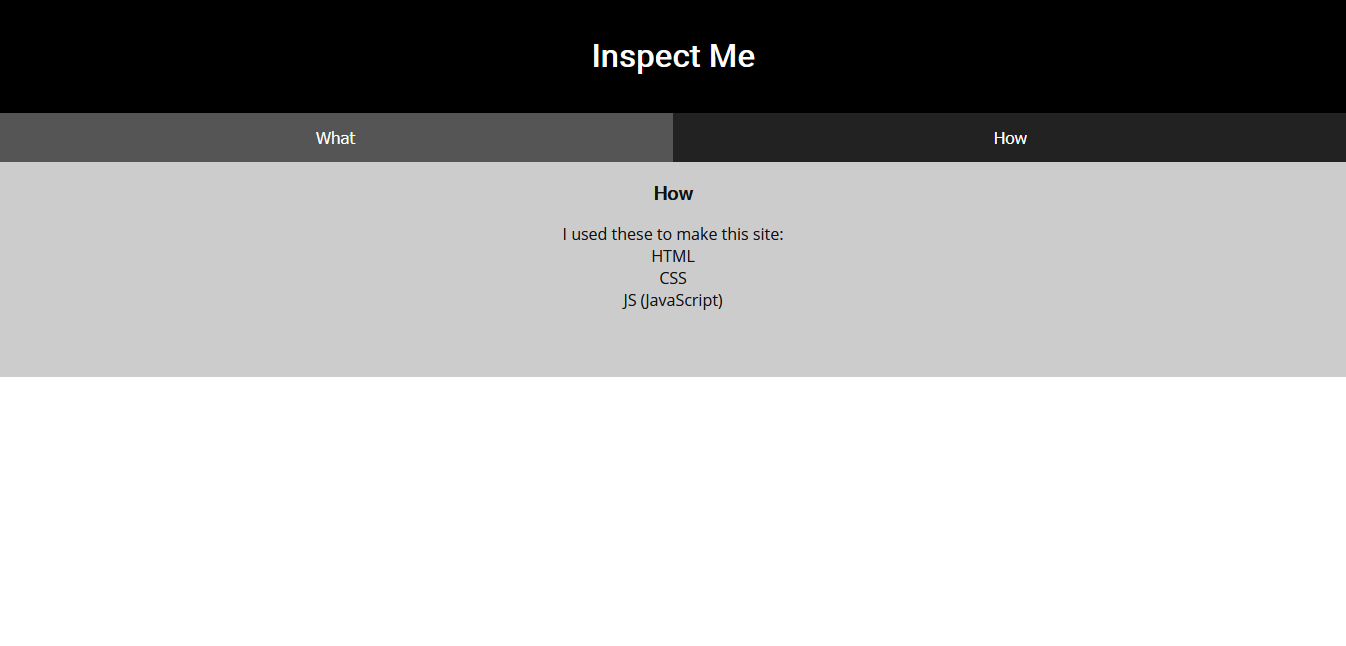 Inspect Me
What
How
How
I used these to make this site:
HTML
CSS
JS (JavaScript)